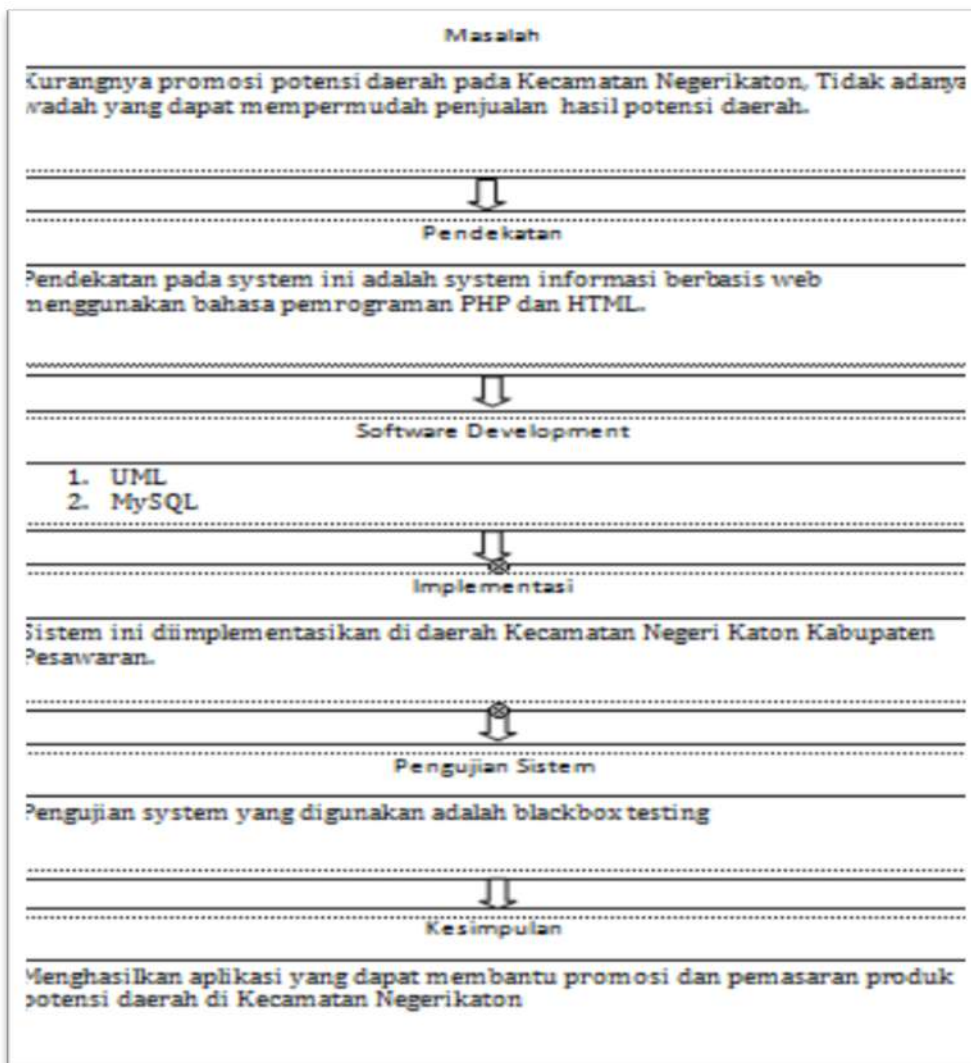 Masalah
Kurangnya promosi potensi daerah pada Kecamatan Negerikaton, Tidak adanya
wadah yang dapat mempermudah penjualan hasil potensi daerah.
Pendekatan
Pendekatan pada system ini adalah system informasi berbasis web
menggunakan bahasa pemrograman PHP dan HTML.
Software Development
1. UML
2. MySQL
Implementasi
Sistem ini diimplementasikan di daerah Kecamatan Negeri Katon Kabupaten
Pesawaran.
Pengujian Sistem
Pengujian system yang digunakan adalah blackbox testing
Kesimpulan
Menghasilkan aplikasi yang dapat membantu promosi dan pemasaran produk
potensi daerah di Kecamatan Negerikaton